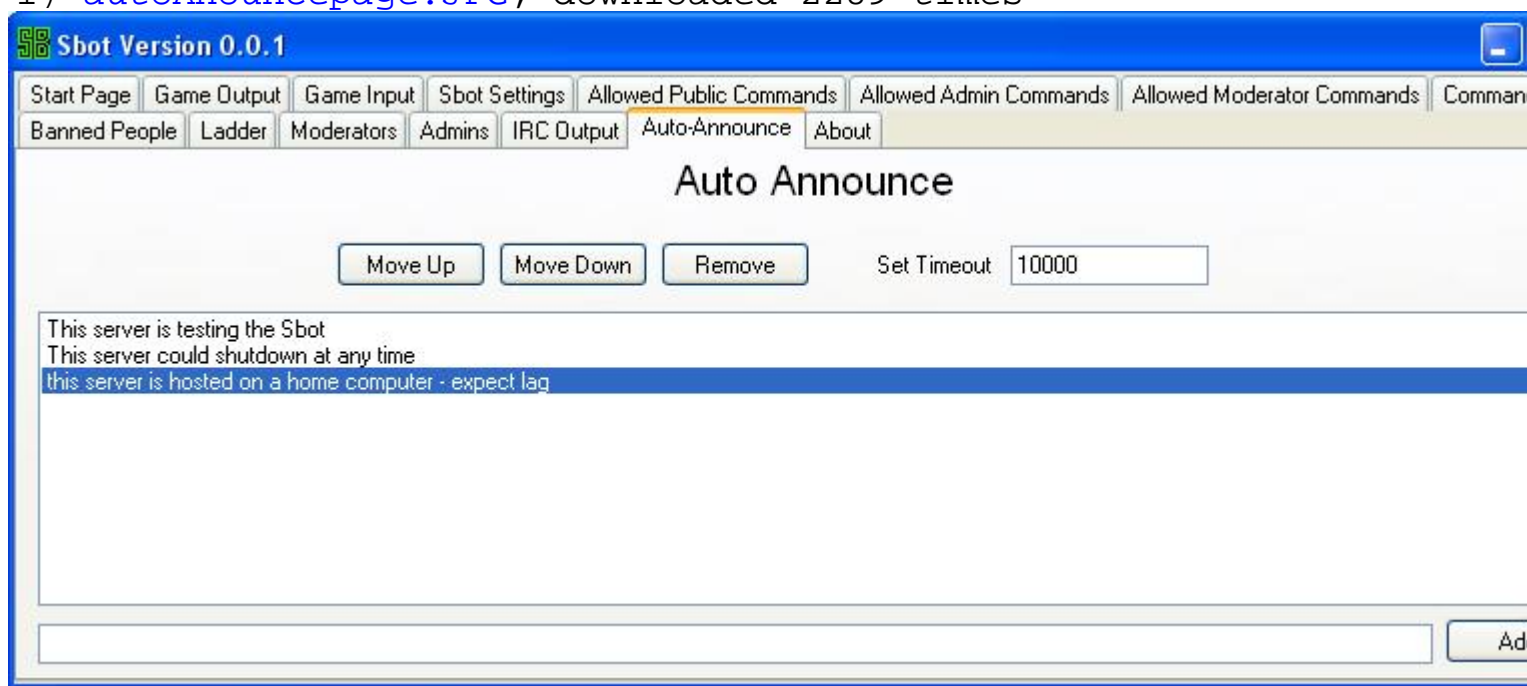 Sbot Version 0.0.1
Start Page Game Output Game Input Sbot Settings Allowed Public Commands Allowed Admin Commands Allowed Moderator Commands
Banned People Ladder Moderators Admins IRC Output Auto-Announce About
Auto Announce
Move Up Move Down Remove Set Timeout 10000
This server is testing the Sbot
This server could shutdown at any time
this server is hosted on a home computer - expect lag